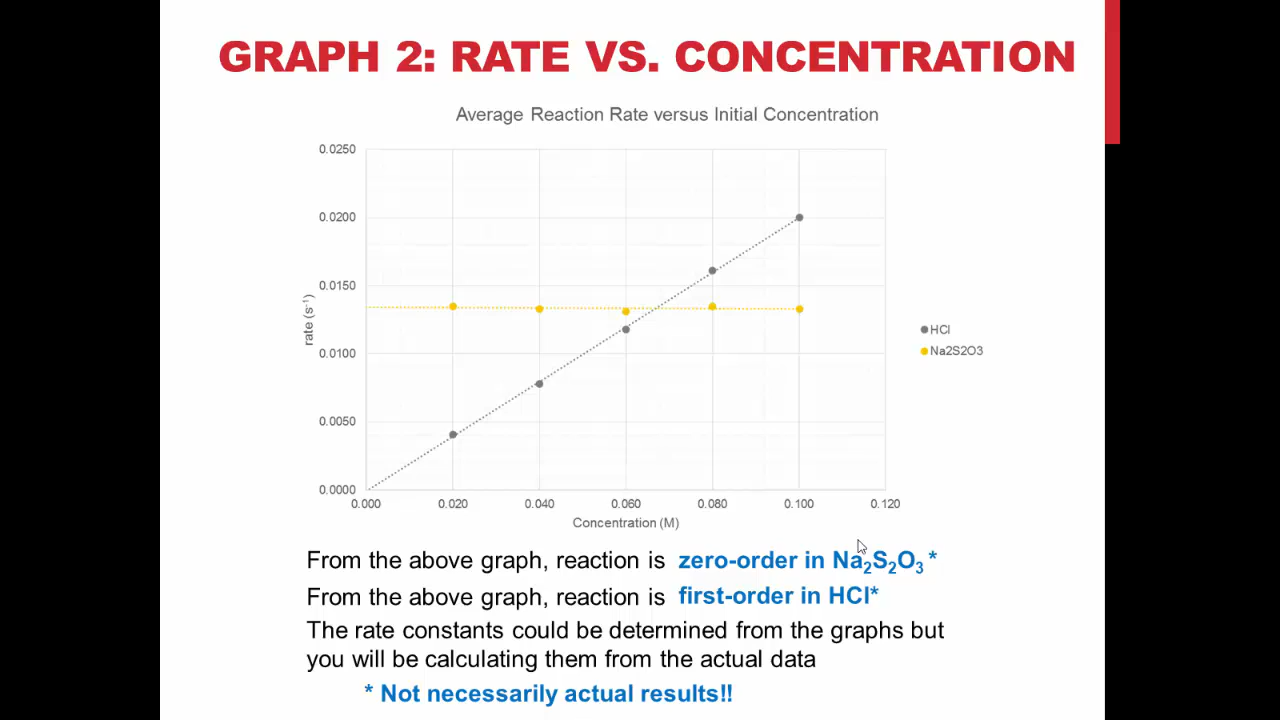 GRAPH 2: RATE VS. CONCENTRATION
Average Reaction Rate versus Initial Concentration
0.0250
0.0200
0.0150
0.0100
0.0050
0.0000
rate (s⁻¹)
0.000 0.020 0.040 0.060 0.080 0.100 0.120
Concentration (M)
HCl
Na2S2O3
From the above graph, reaction is zero-order in Na₂S₂O₃ *
From the above graph, reaction is first-order in HCl*
The rate constants could be determined from the graphs but
you will be calculating them from the actual data
* Not necessarily actual results!!